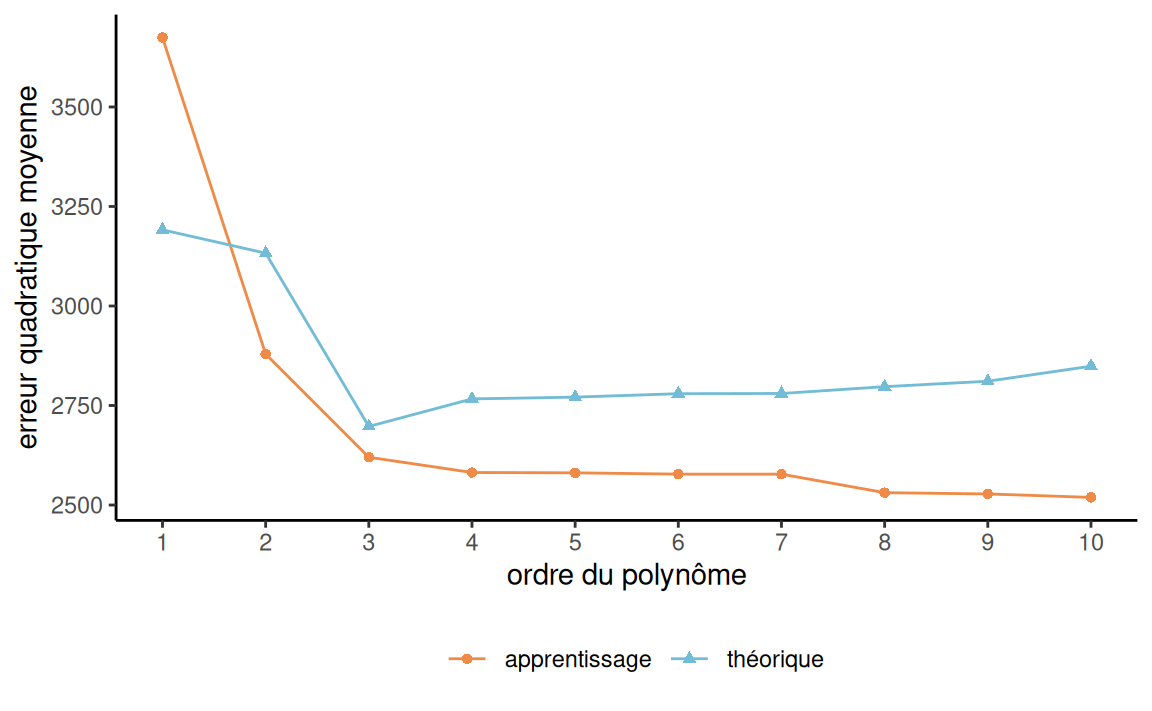 erreur quadratique moyenne
3500
3250
3000
2750
2500
1 2 3 4 5 6 7 8 9 10
ordre du polynôme
apprentissage théorique